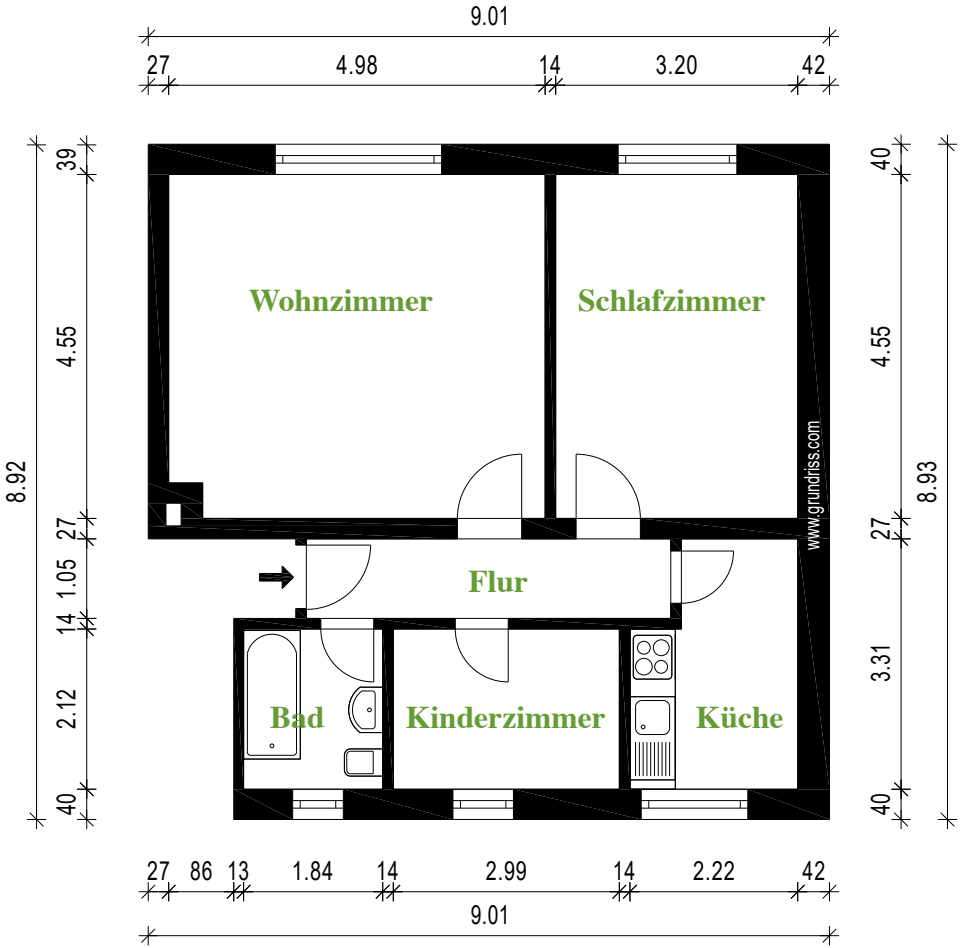 9.01
27 4.98 14 3.20 42
39
40
Wohnzimmer
Schlafzimmer
4.55
4.55
8.92
8.93
www.grundriss.com
27
27
1.05
Flur
14
3.31
2.12
Bad
Kinderzimmer
Küche
40
40
27 86 13 1.84 14 2.99 14 2.22 42
9.01